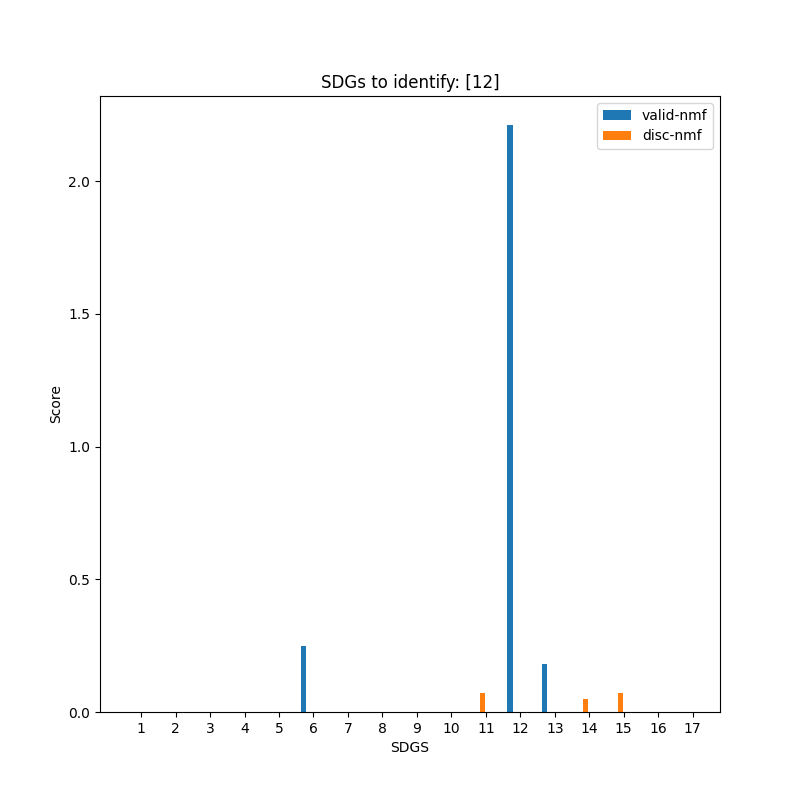 SDGs to identify: [12]
valid-nmf
disc-nmf
2.0
1.5
1.0
0.5
0.0
Score
1 2 3 4 5 6 7 8 9 10 11 12 13 14 15 16 17
SDGS